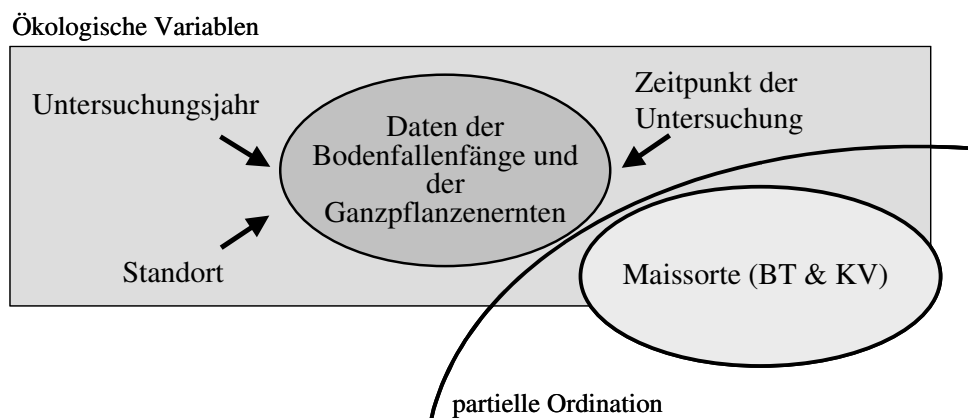 Ökologische Variablen
Untersuchungsjahr
Zeitpunkt der
Untersuchung
Daten der
Bodenfallenfänge und
der
Ganzpflanzenernten
Standort
Maissorte (BT & KV)
partielle Ordination